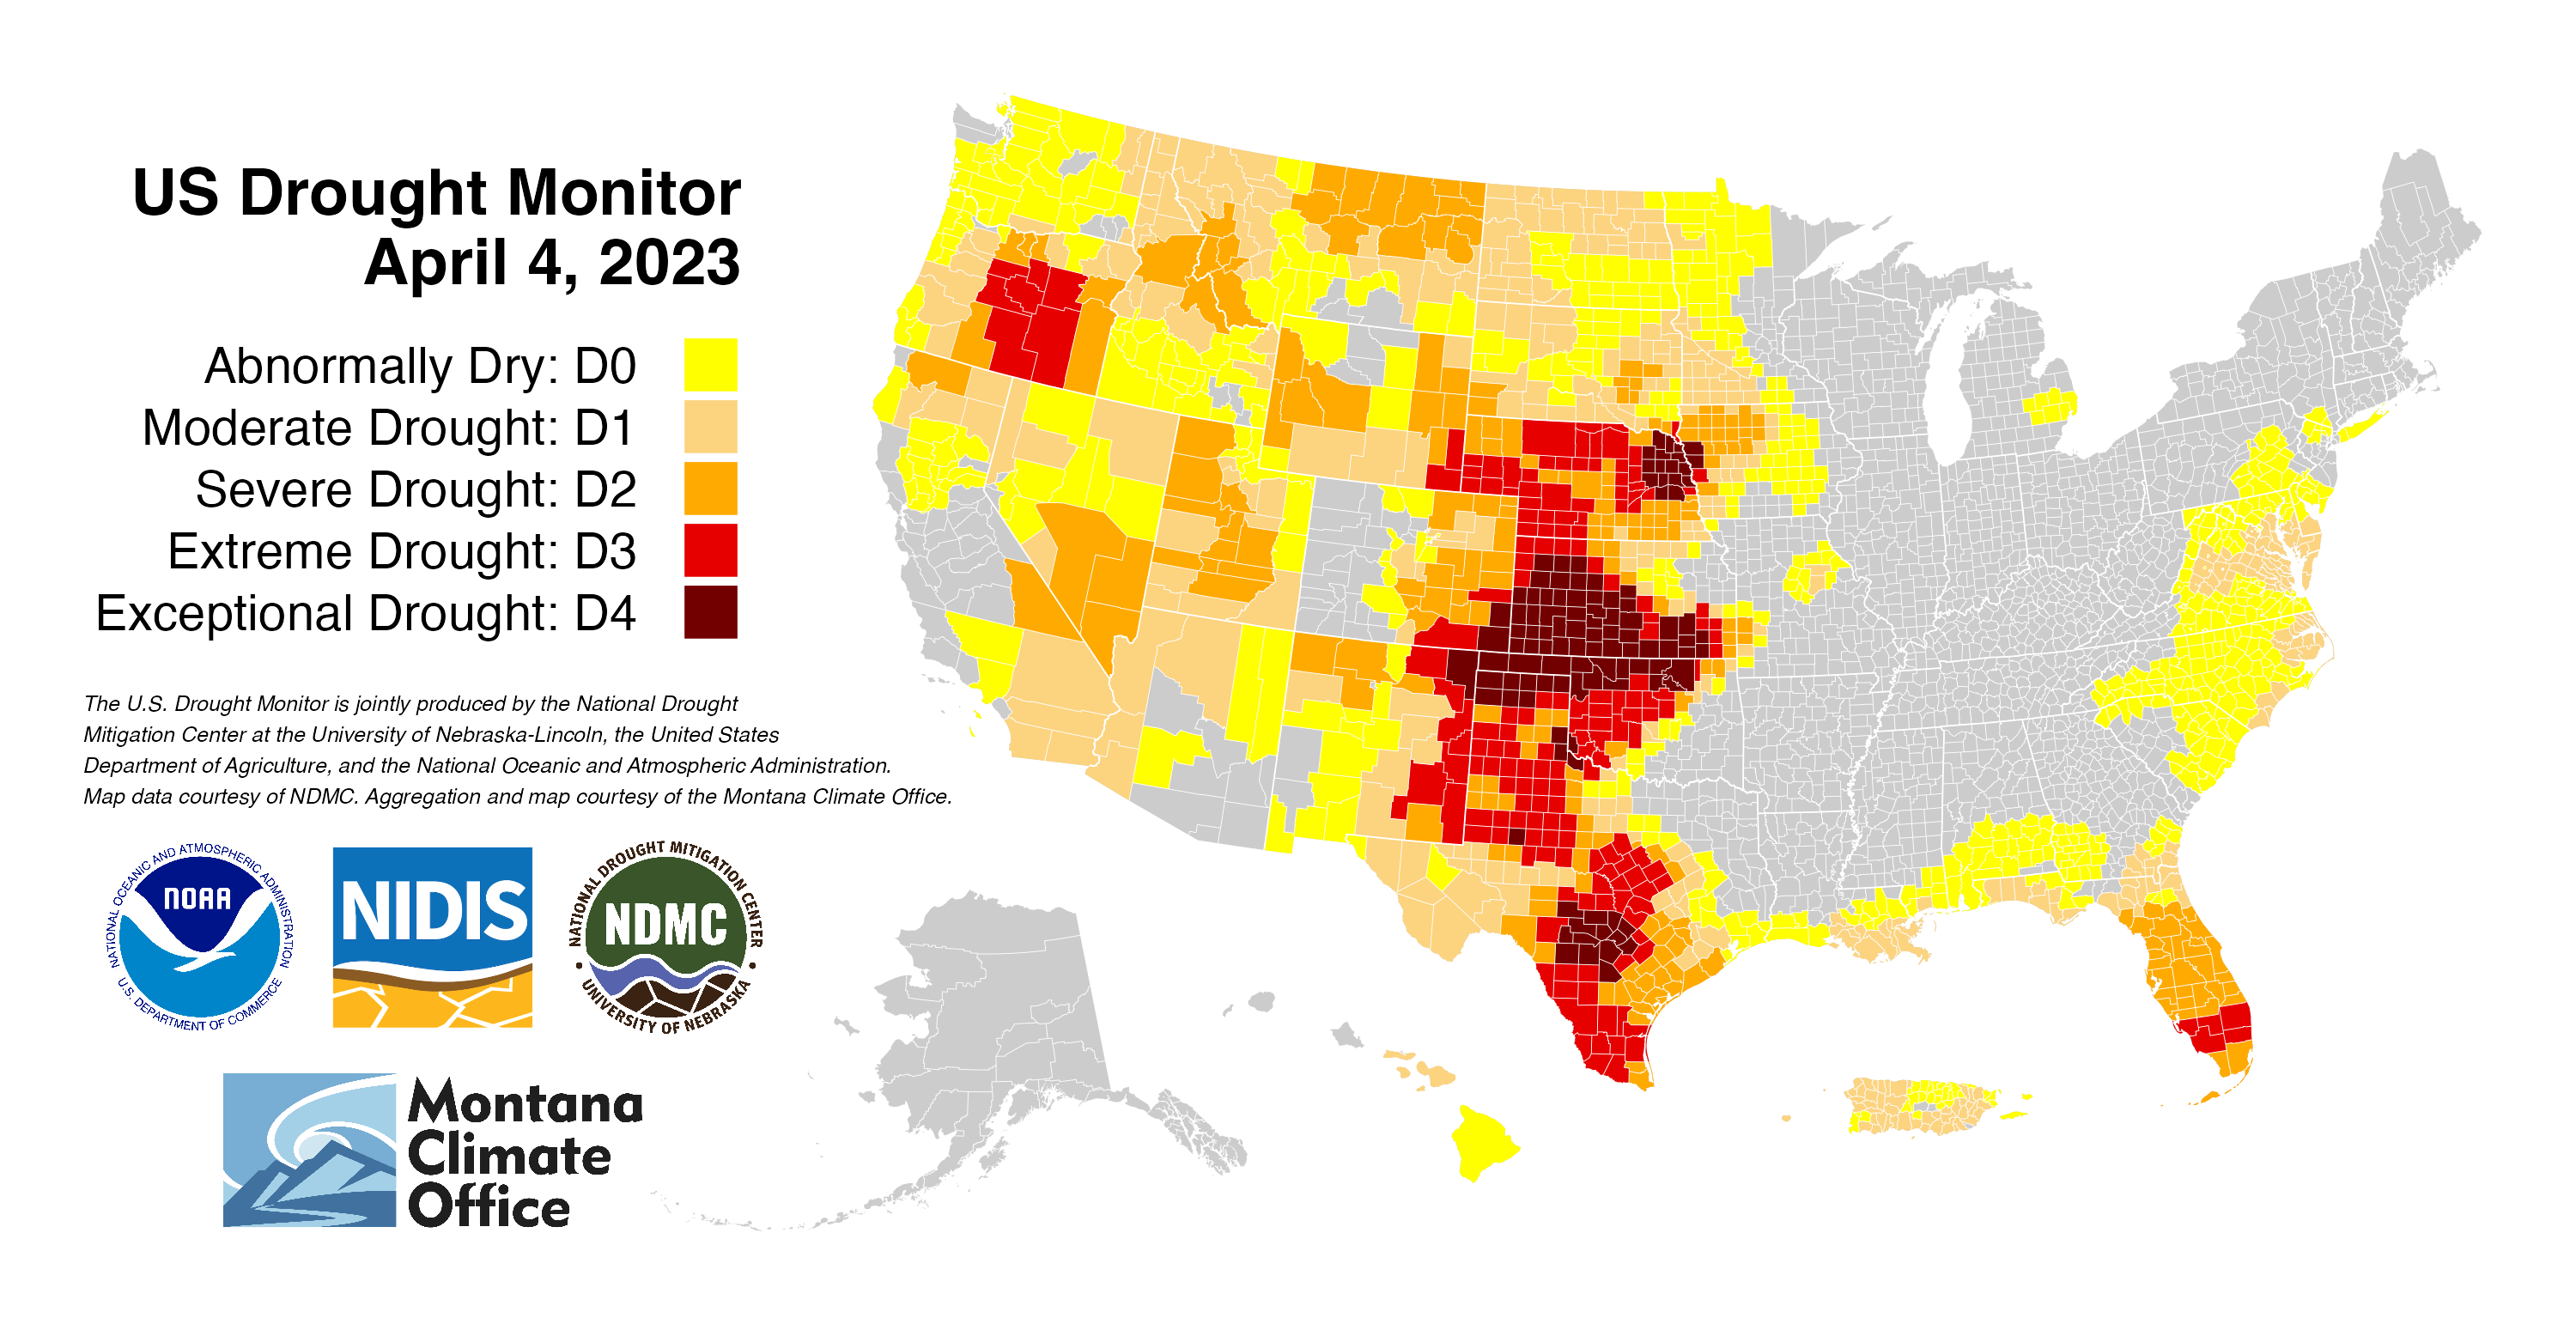 US Drought Monitor
April 4, 2023
Abnormally Dry: D0
Moderate Drought: D1
Severe Drought: D2
Extreme Drought: D3
Exceptional Drought: D4
The U.S. Drought Monitor is jointly produced by the National Drought
Mitigation Center at the University of Nebraska-Lincoln, the United States
Department of Agriculture, and the National Oceanic and Atmospheric Administration.
Map data courtesy of NDMC. Aggregation and map courtesy of the Montana Climate Office.
NATIONAL OCEANIC AND ATMOSPHERIC ADMINISTRATION
NOAA
U.S. DEPARTMENT OF COMMERCE
NIDIS
NATIONAL DROUGHT MITIGATION CENTER
NDMC
UNIVERSITY OF NEBRASKA
Montana
Climate
Office